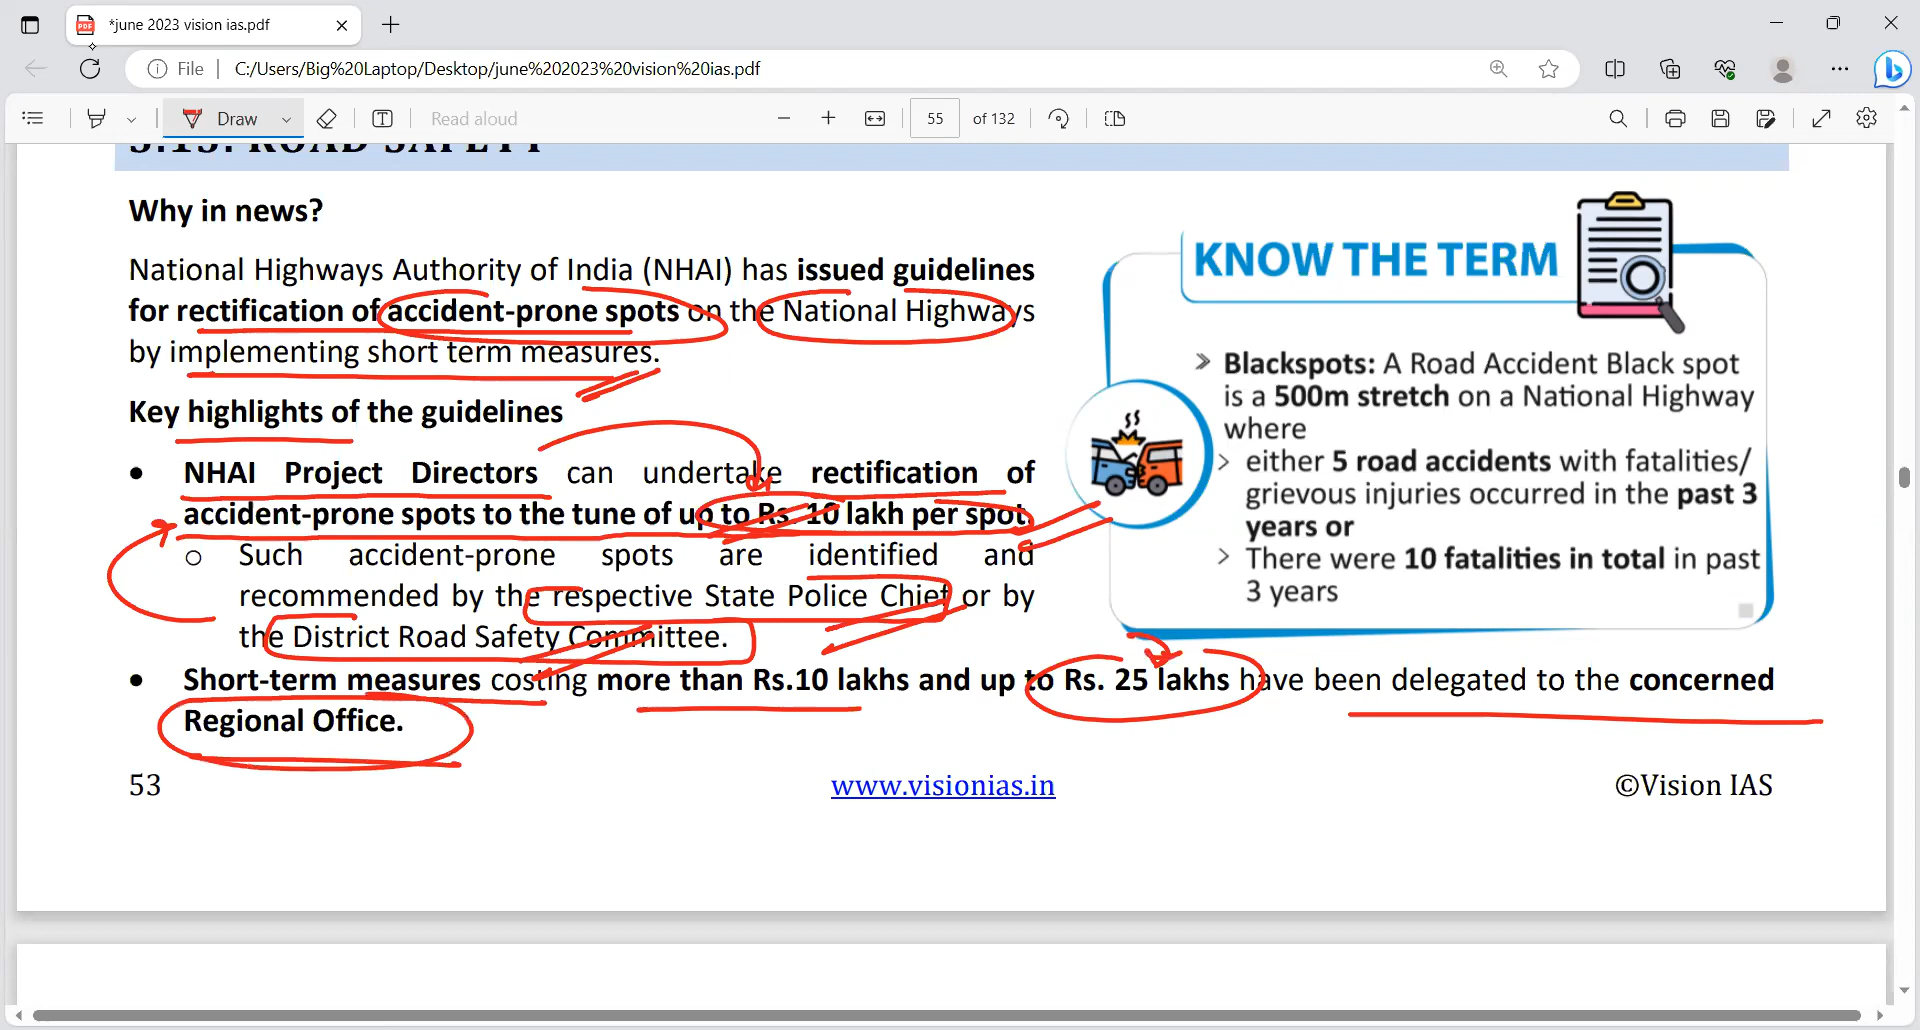 *june 2023 vision ias.pdf
File
C:/Users/Big%20Laptop/Desktop/june%202023%20vision%20ias.pdf
Draw
Read aloud
55 of 132
5.15. ROAD SAFETY
Why in news?
National Highways Authority of India (NHAI) has issued guidelines
for rectification of accident-prone spots on the National Highways
by implementing short term measures.
Key highlights of the guidelines
• NHAI Project Directors can undertake rectification of
accident-prone spots to the tune of up to Rs. 10 lakh per spot.
o Such accident-prone spots are identified and
recommended by the respective State Police Chief or by
the District Road Safety Committee.
• Short-term measures costing more than Rs.10 lakhs and up to Rs. 25 lakhs have been delegated to the concerned
Regional Office.
KNOW THE TERM
Blackspots: A Road Accident Black spot
is a 500m stretch on a National Highway
where
either 5 road accidents with fatalities/
grievous injuries occurred in the past 3
years or
There were 10 fatalities in total in past
3 years
53
www.visionias.in
©Vision IAS